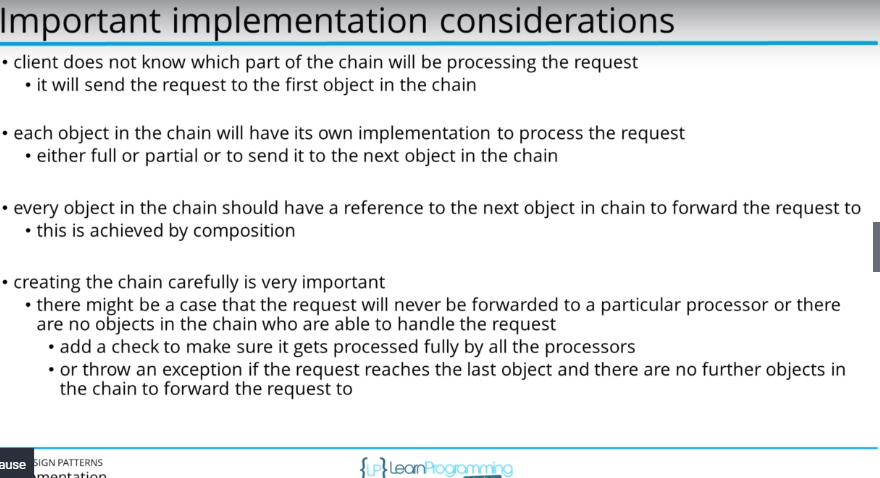 Important implementation considerations
• client does not know which part of the chain will be processing the request
• it will send the request to the first object in the chain
• each object in the chain will have its own implementation to process the request
• either full or partial or to send it to the next object in the chain
• every object in the chain should have a reference to the next object in chain to forward the request to
• this is achieved by composition
• creating the chain carefully is very important
• there might be a case that the request will never be forwarded to a particular processor or there
are no objects in the chain who are able to handle the request
• add a check to make sure it gets processed fully by all the processors
• or throw an exception if the request reaches the last object and there are no further objects in
the chain to forward the request to
ause
SIGN PATTERNS
mentation
{LP} LearnProgramming